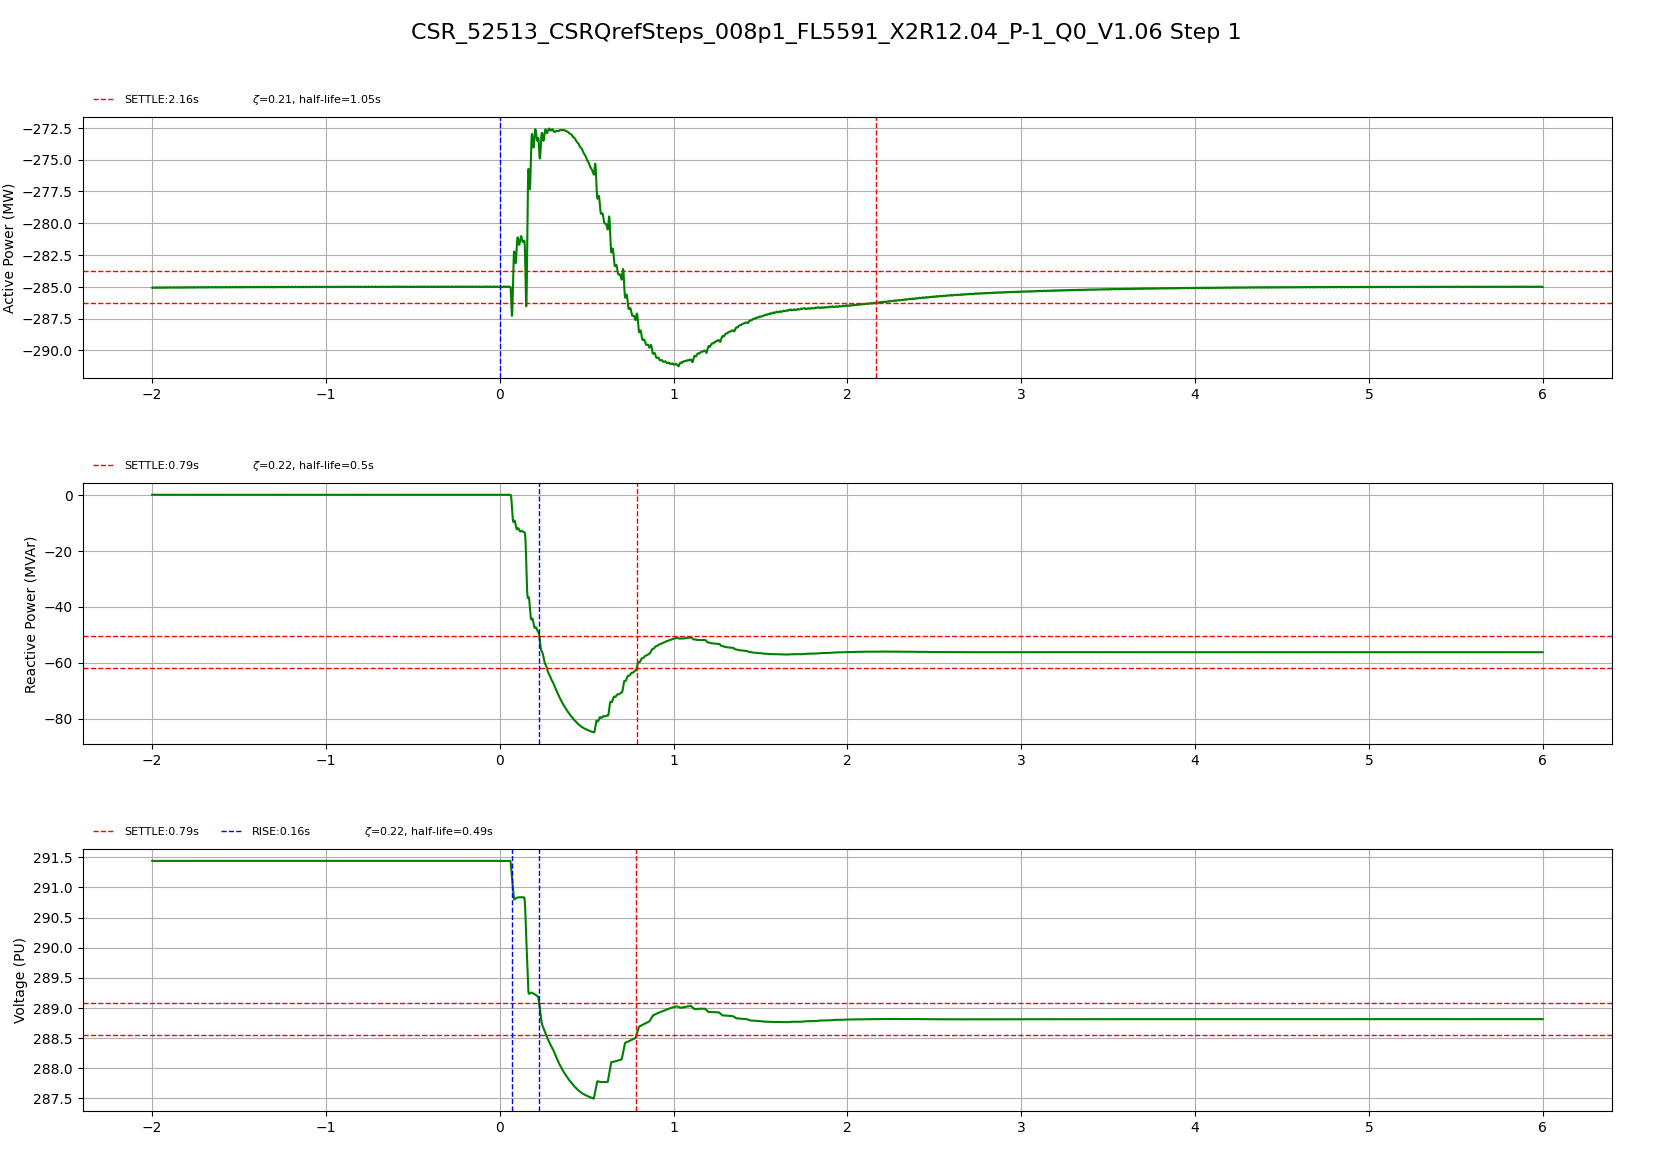 CSR_52513_CSRQrefSteps_008p1_FL5591_X2R12.04_P-1_Q0_V1.06 Step 1
SETTLE:2.16s ζ=0.21, half-life=1.05s
Active Power (MW)
−272.5
−275.0
−277.5
−280.0
−282.5
−285.0
−287.5
−290.0
−2 −1 0 1 2 3 4 5 6
SETTLE:0.79s ζ=0.22, half-life=0.5s
Reactive Power (MVAr)
0
−20
−40
−60
−80
−2 −1 0 1 2 3 4 5 6
SETTLE:0.79s RISE:0.16s ζ=0.22, half-life=0.49s
Voltage (PU)
291.5
291.0
290.5
290.0
289.5
289.0
288.5
288.0
287.5
−2 −1 0 1 2 3 4 5 6